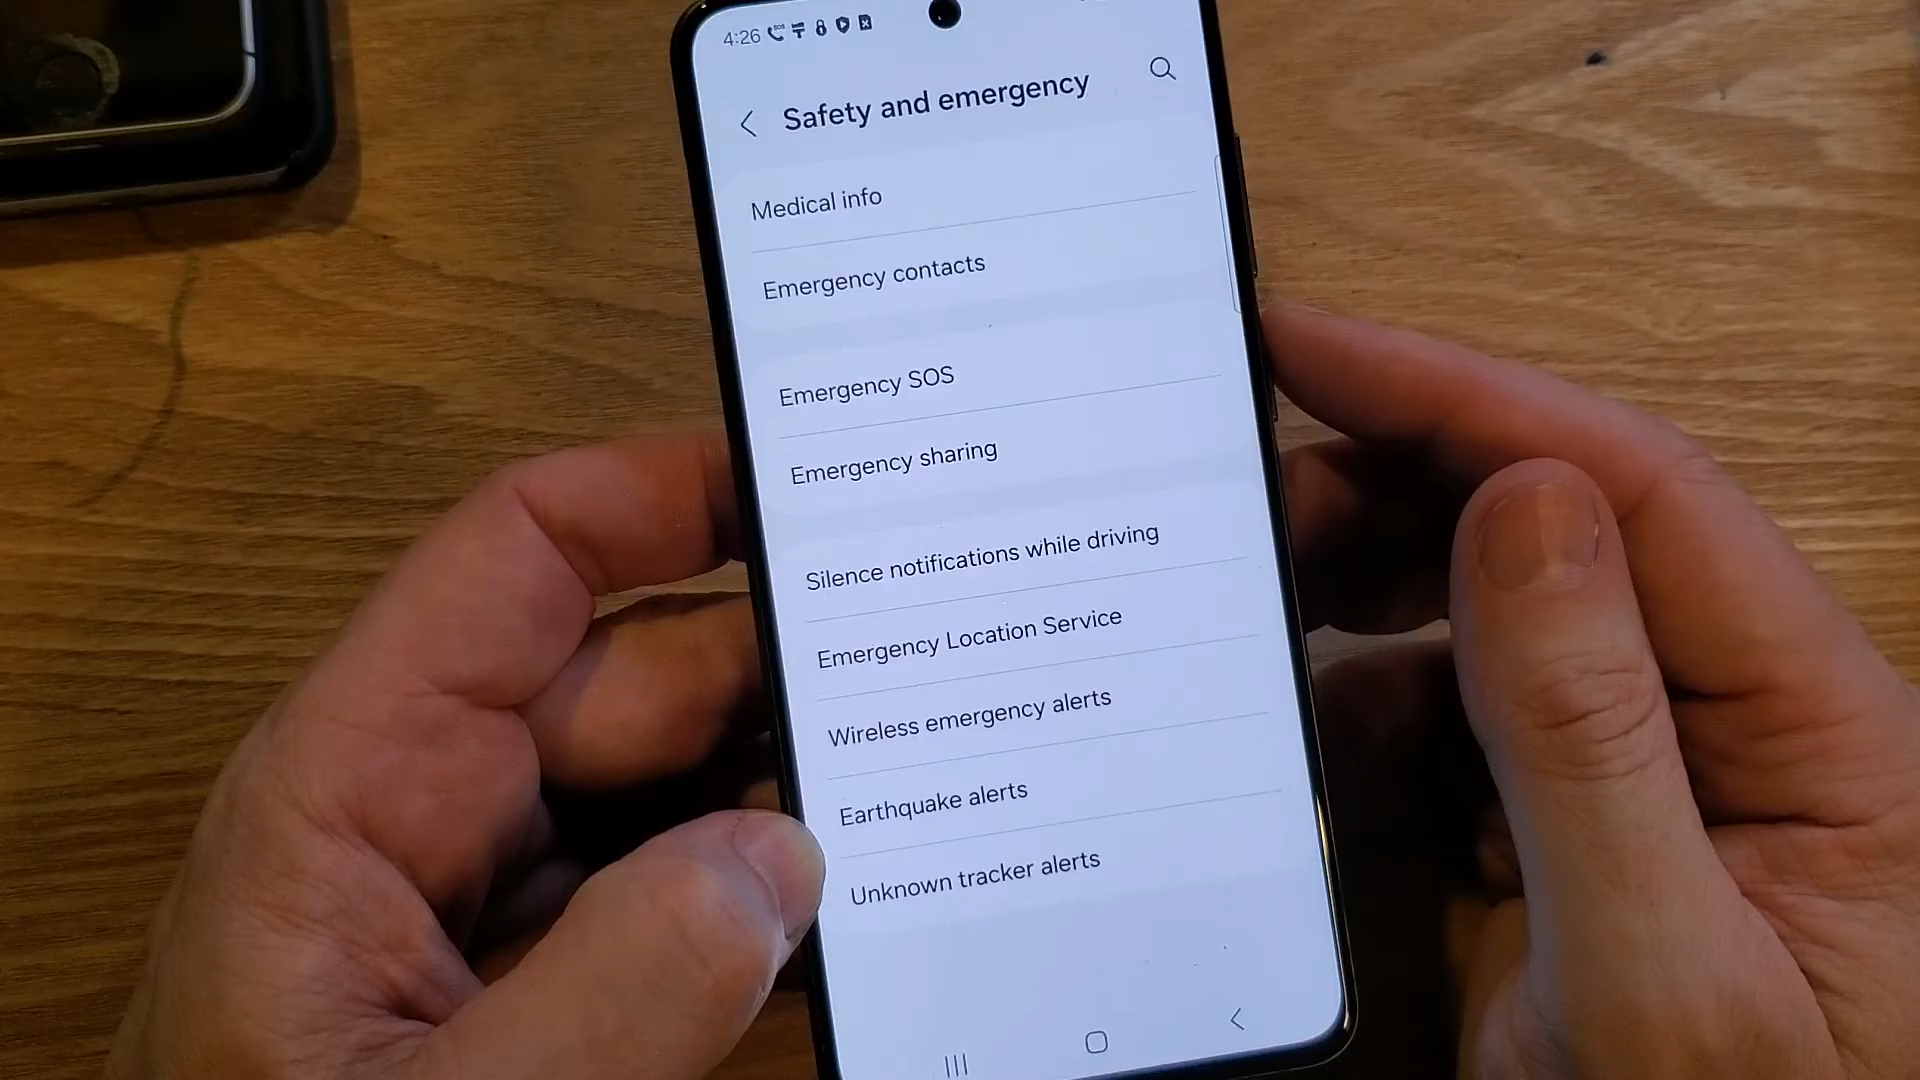 4:26
Safety and emergency
Medical info
Emergency contacts
Emergency SOS
Emergency sharing
Silence notifications while driving
Emergency Location Service
Wireless emergency alerts
Earthquake alerts
Unknown tracker alerts